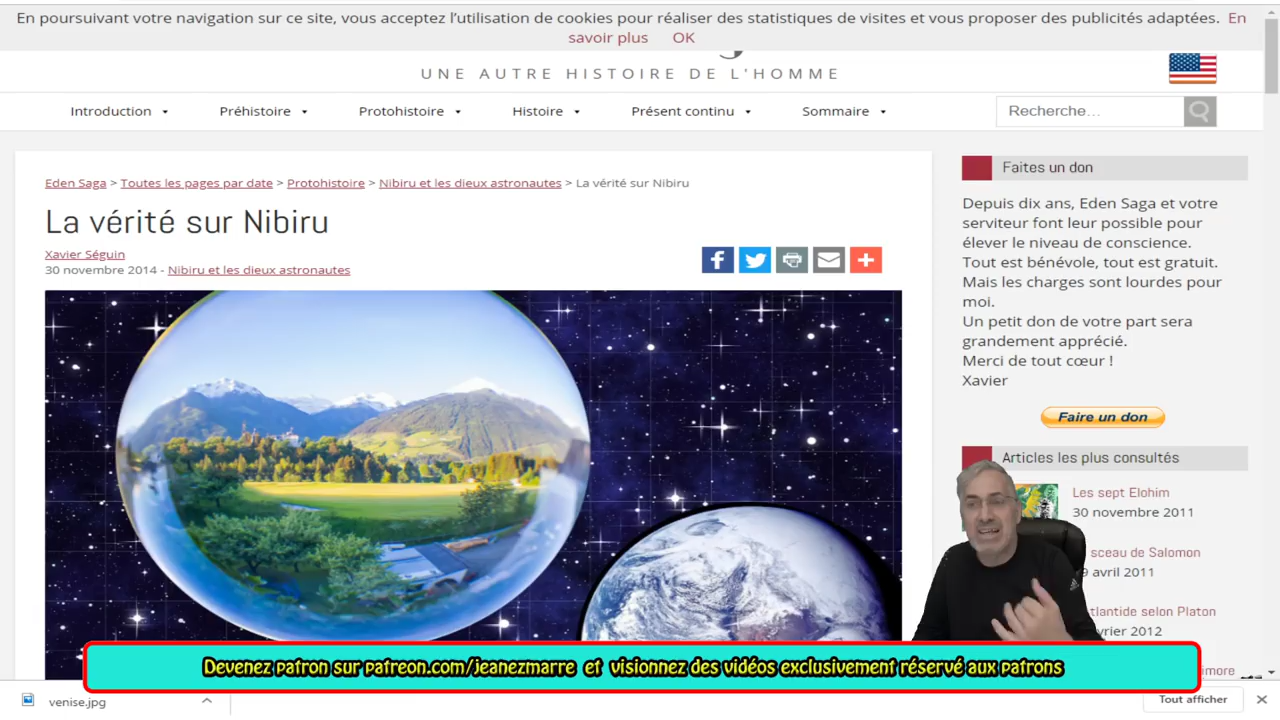 En poursuivant votre navigation sur ce site, vous acceptez l'utilisation de cookies pour réaliser des statistiques de visites et vous proposer des publicités adaptées. En
savoir plus OK
UNE AUTRE HISTOIRE DE L'HOMME
Introduction Préhistoire Protohistoire Histoire Présent continu Sommaire Recherche...
Eden Saga > Toutes les pages par date > Protohistoire > Nibiru et les dieux astronautes > La vérité sur Nibiru
La vérité sur Nibiru
Xavier Séguin
30 novembre 2014 - Nibiru et les dieux astronautes
Faites un don
Depuis dix ans, Eden Saga et votre
serviteur font leur possible pour
élever le niveau de conscience.
Tout est bénévole, tout est gratuit.
Mais les charges sont lourdes pour
moi.
Un petit don de votre part sera
grandement apprécié.
Merci de tout cœur !
Xavier
Faire un don
Articles les plus consultés
Les sept Elohim
30 novembre 2011
sceau de Salomon
avril 2011
tlantide selon Platon
vrier 2012
Devenez patron sur patreon.com/jeanezmarre et visionnez des vidéos exclusivement réservé aux patrons
venise.jpg
Tout afficher